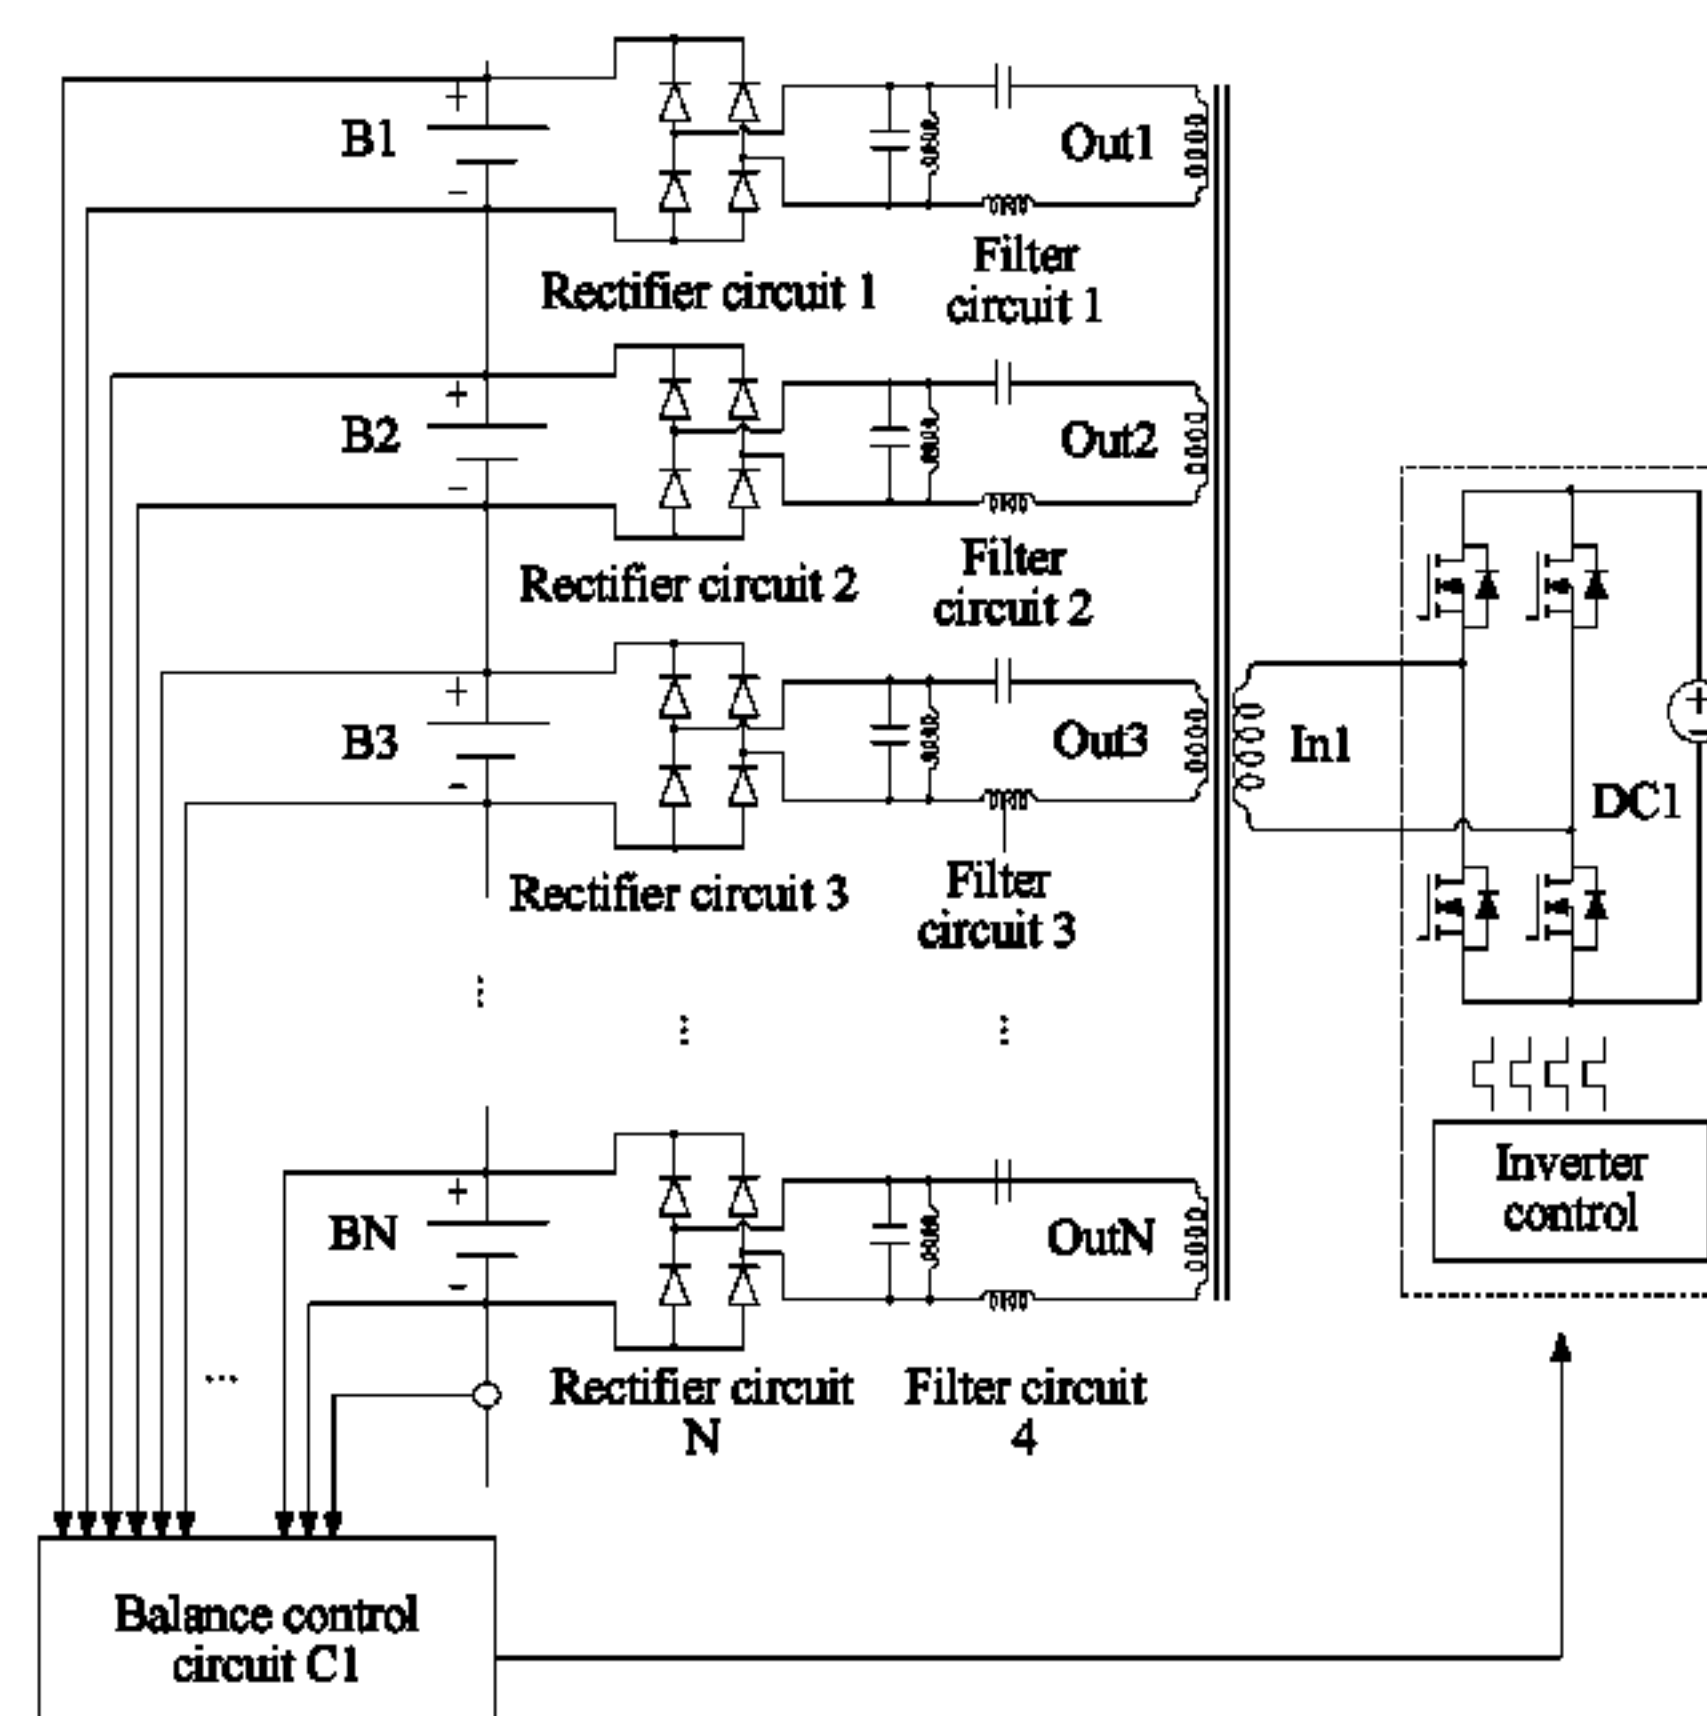 B1
Out1
Rectifier circuit 1
Filter
circuit 1
B2
Out2
Rectifier circuit 2
Filter
circuit 2
B3
Out3
Rectifier circuit 3
Filter
circuit 3
In1
DC1
...
...
...
BN
OutN
Inverter
control
...
Rectifier circuit
N
Filter circuit
4
Balance control
circuit C1